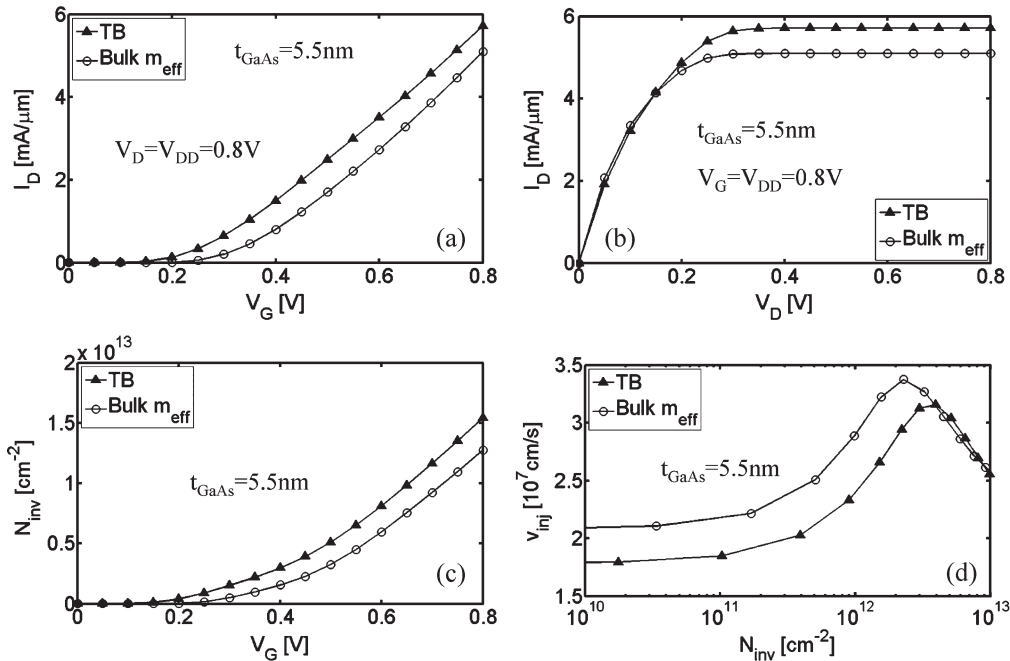 TB
Bulk m_eff
t_GaAs=5.5nm
V_D=V_DD=0.8V
(a)
I_D [mA/μm]
6
4
2
0
0 0.2 0.4 0.6 0.8
V_G [V]
t_GaAs=5.5nm
V_G=V_DD=0.8V
TB
Bulk m_eff
(b)
I_D [mA/μm]
6
4
2
0
0 0.2 0.4 0.6 0.8
V_D [V]
x 10^13
TB
Bulk m_eff
t_GaAs=5.5nm
(c)
N_inv [cm^-2]
2
1.5
1
0.5
0
0 0.2 0.4 0.6 0.8
V_G [V]
TB
Bulk m_eff
t_GaAs=5.5nm
(d)
v_inj [10^7cm/s]
3.5
3
2.5
2
1.5
10^10 10^11 10^12 10^13
N_inv [cm^-2]